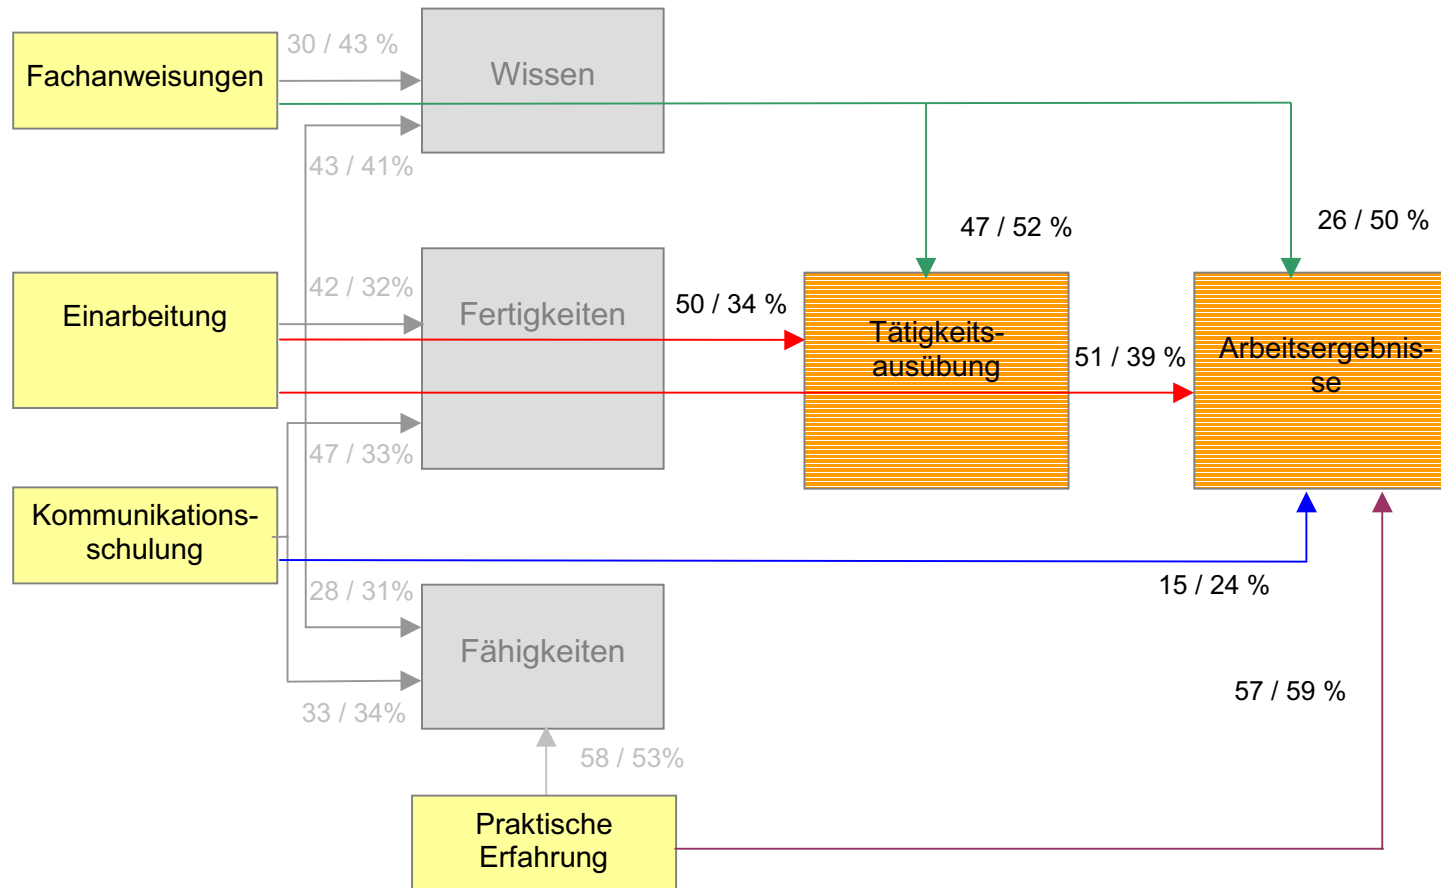 30 / 43 %
Fachanweisungen
Wissen
43 / 41%
47 / 52 %
26 / 50 %
42 / 32%
Einarbeitung
Fertigkeiten
50 / 34 %
Tätigkeits-
ausübung
51 / 39 %
Arbeitsergebnis-
se
47 / 33%
Kommunikations-
schulung
28 / 31%
15 / 24 %
Fähigkeiten
33 / 34%
57 / 59 %
58 / 53%
Praktische
Erfahrung